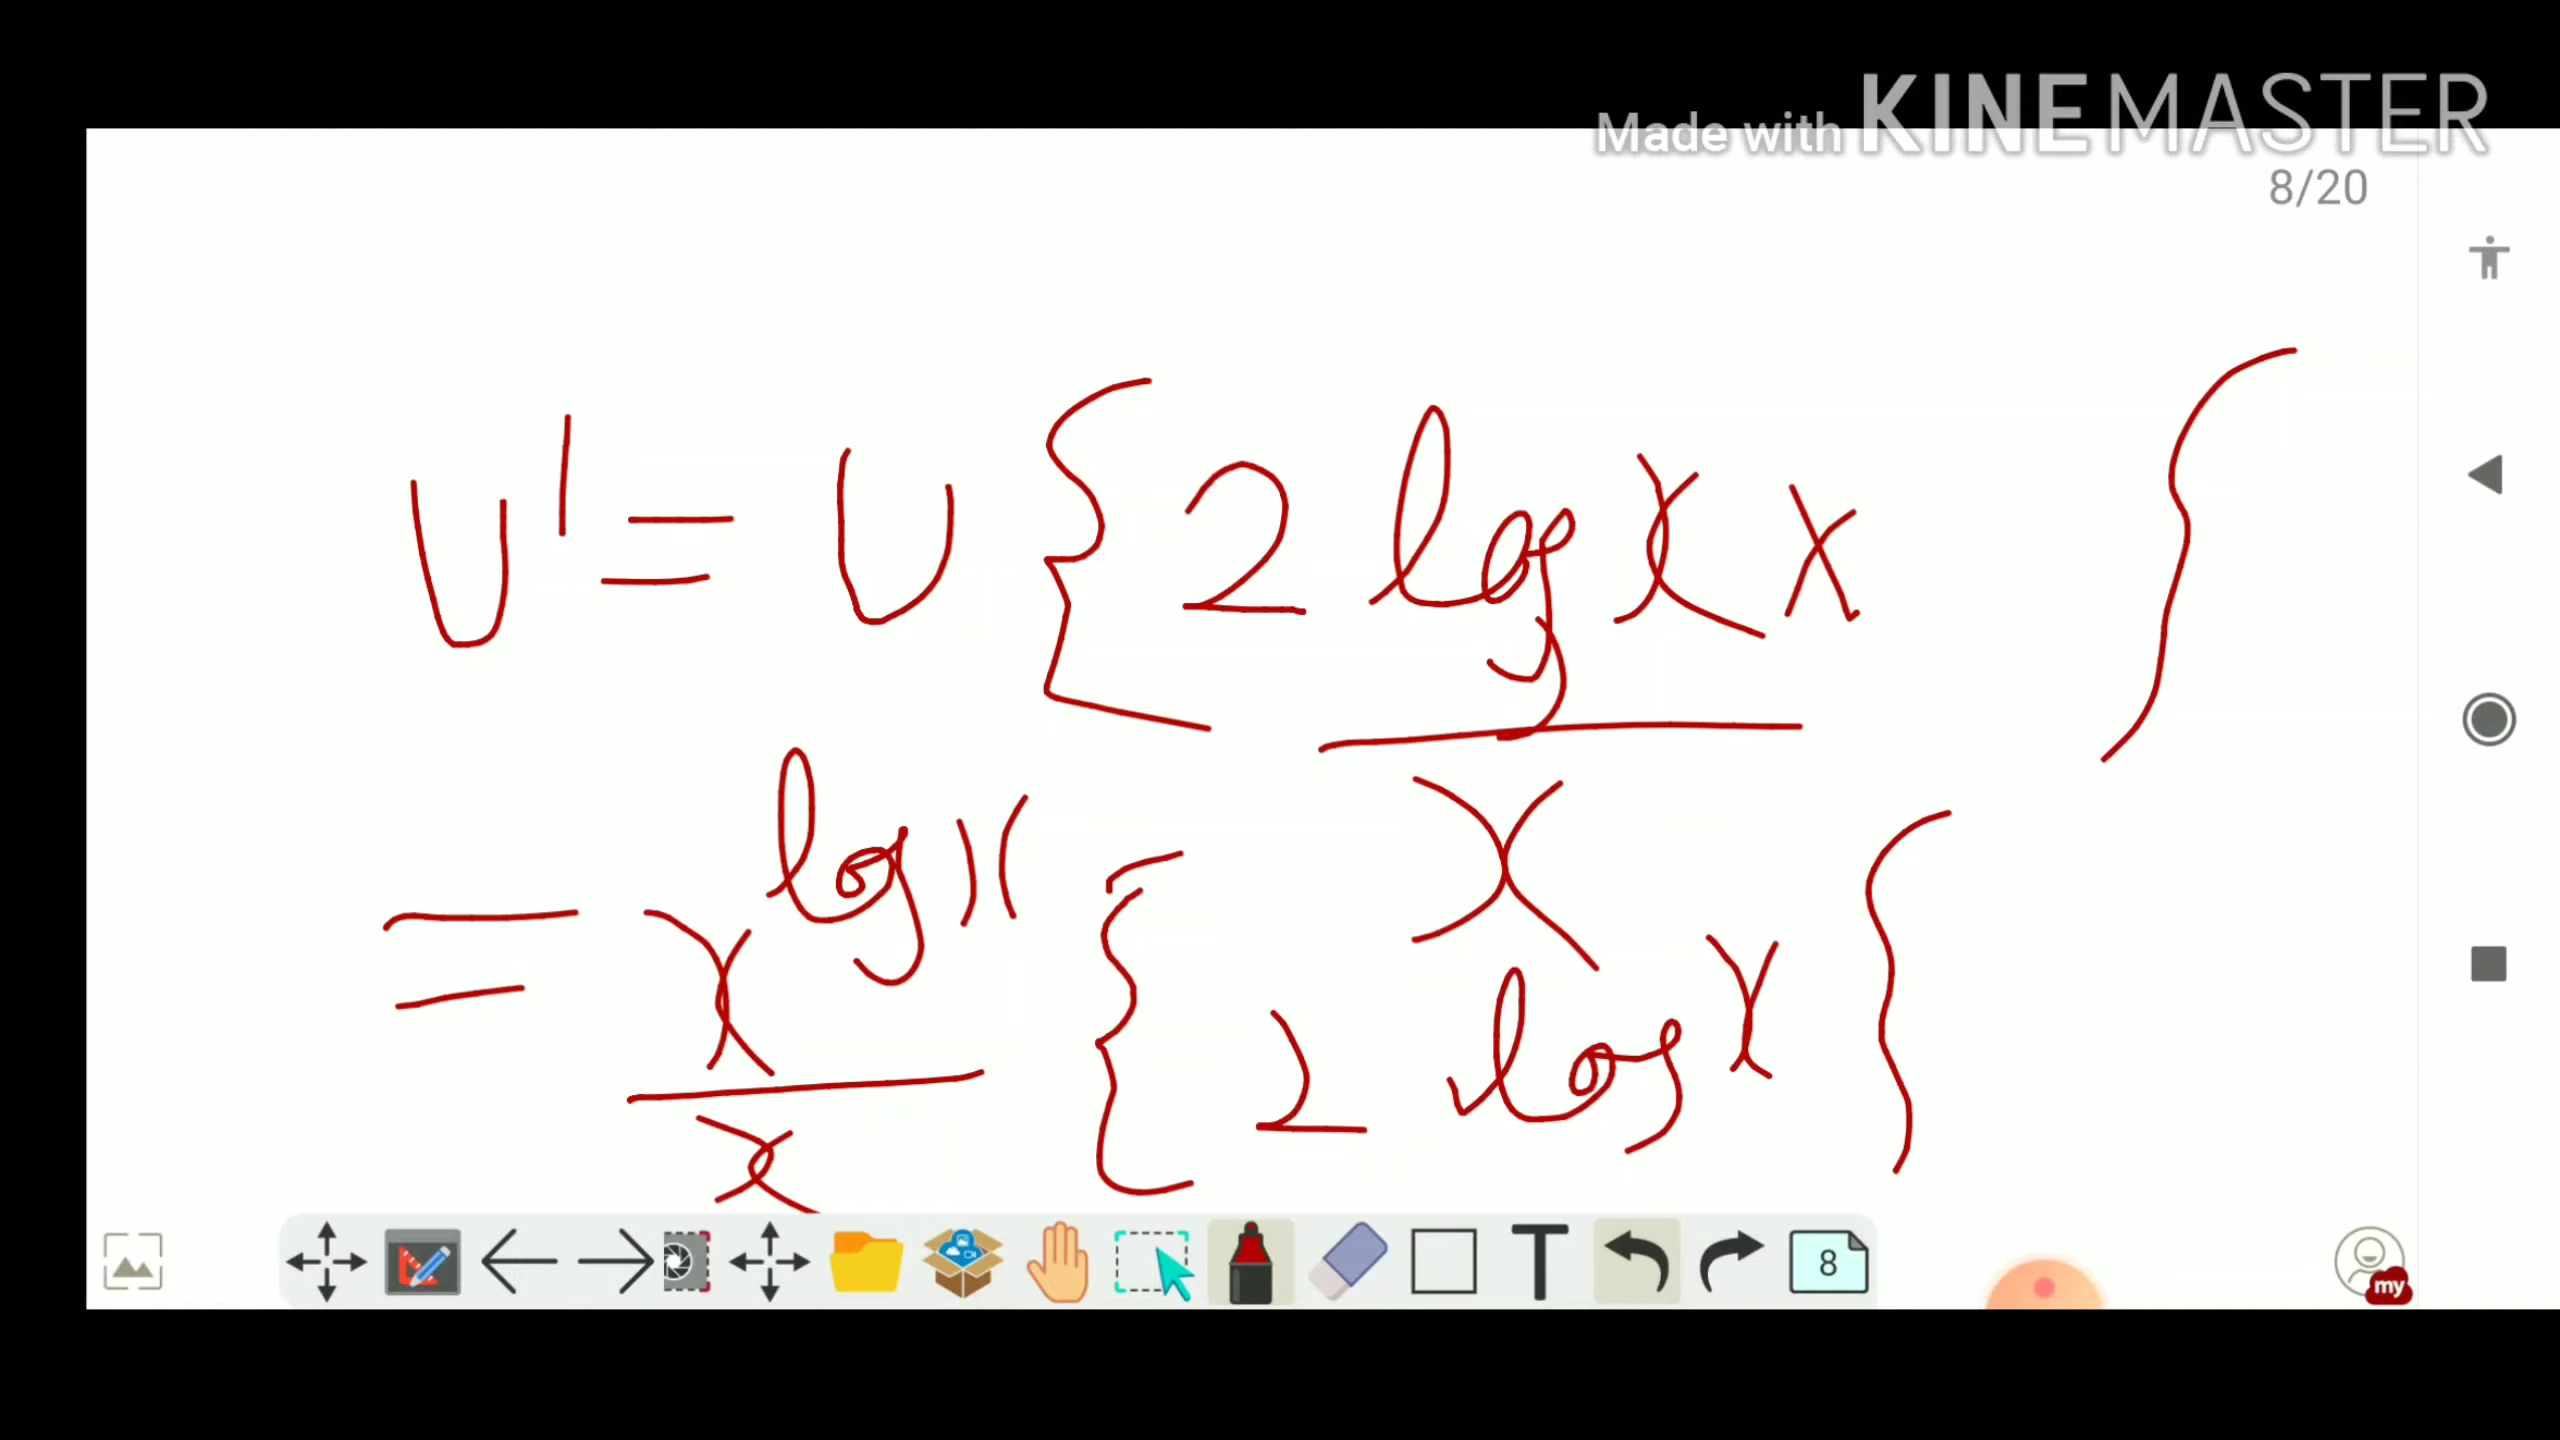 Made with KINEMASTER
8/20
U' = U { 2 log x x / x }
= x^log x / x { 2 log x }
8
my